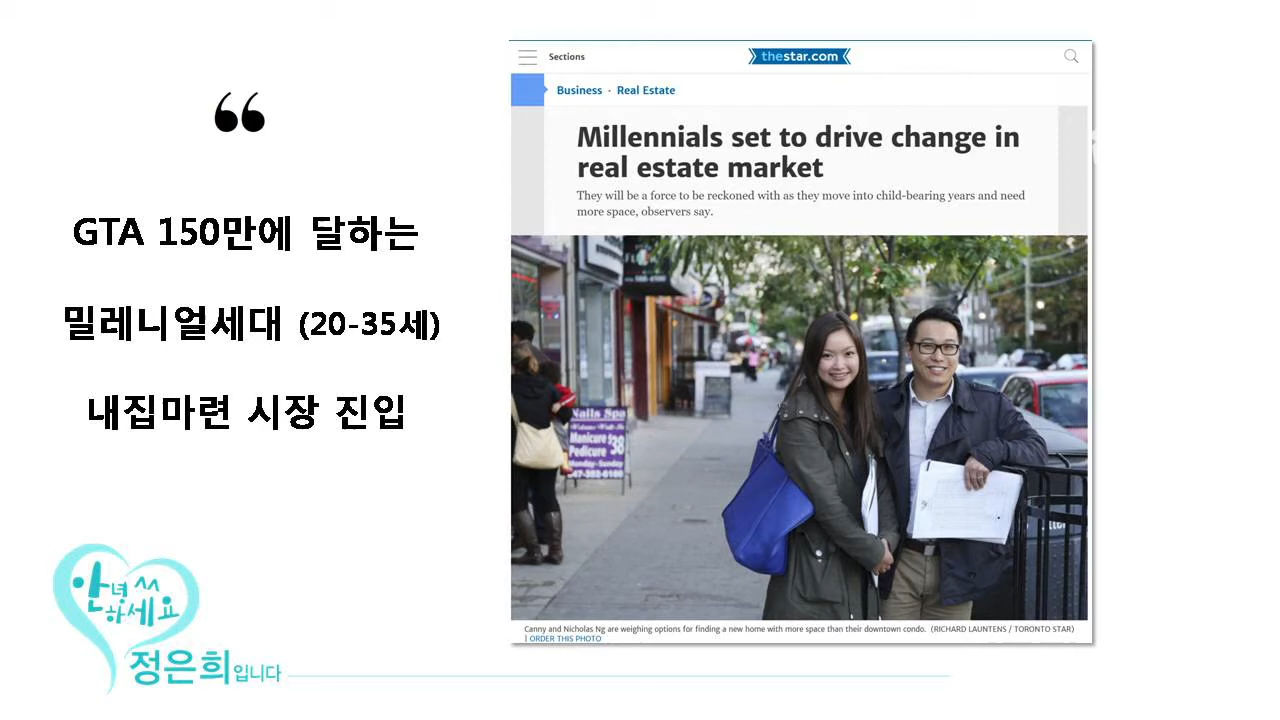 ❝
GTA 150만에 달하는
밀레니얼세대 (20-35세)
내집마련 시장 진입
안녕^^
하세요
정은희입니다
Sections
thestar.com
Business · Real Estate
Millennials set to drive change in
real estate market
They will be a force to be reckoned with as they move into child-bearing years and need
more space, observers say.
Nails Spa
Manicure $38
Pedicure
Monday-Sunday
Canny and Nicholas Ng are weighing options for finding a new home with more space than their downtown condo. (RICHARD LAUNTENS / TORONTO STAR)
| ORDER THIS PHOTO